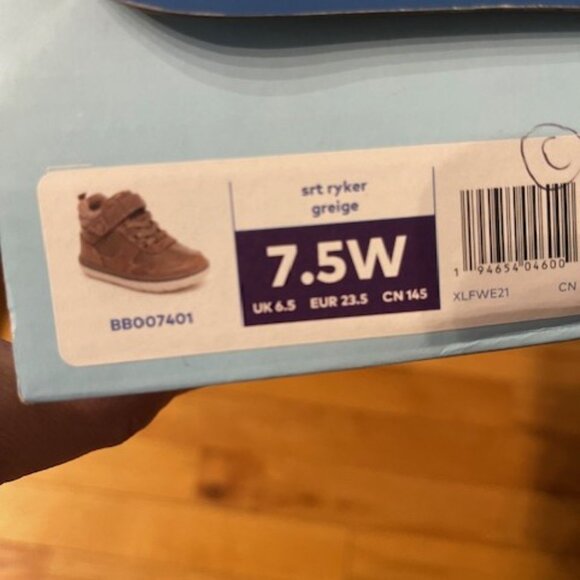 srt ryker
greige
7.5W
UK 6.5 EUR 23.5 CN 145
BB007401
1 94654 04600
XLFWE21 CN
C